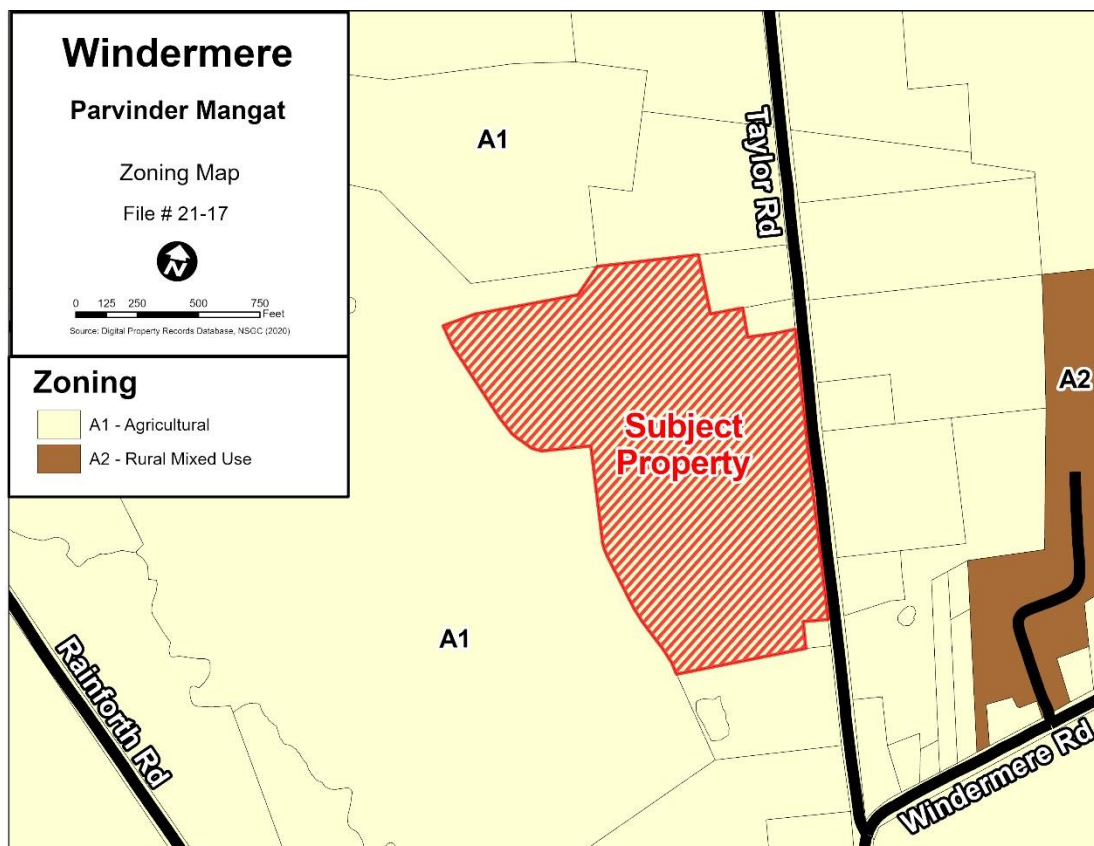 Windermere
Parvinder Mangat
Zoning Map
File # 21-17
N
0 125 250 500 750
Feet
Source: Digital Property Records Database, NSGC (2020)
Zoning
A1 - Agricultural
A2 - Rural Mixed Use
A1
Taylor Rd
A2
Subject
Property
A1
Rainforth Rd
Windermere Rd